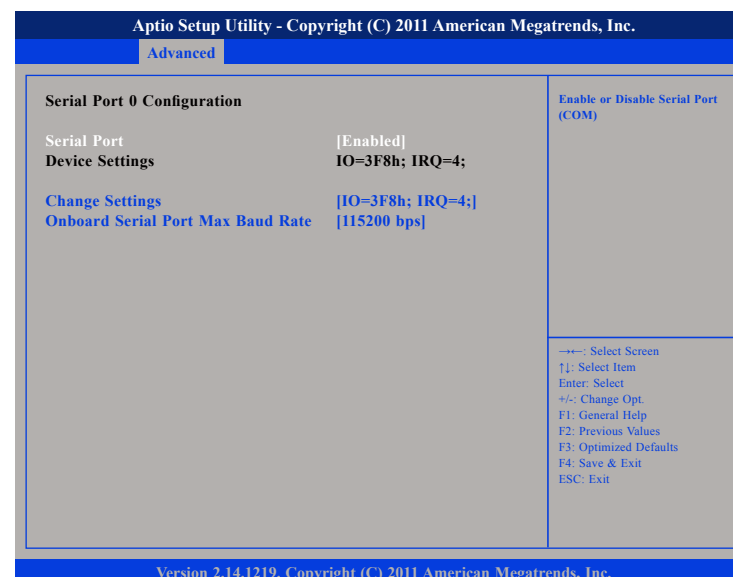 Aptio Setup Utility - Copyright (C) 2011 American Megatrends, Inc.
Advanced
Serial Port 0 Configuration
Serial Port [Enabled]
Device Settings IO=3F8h; IRQ=4;
Change Settings [IO=3F8h; IRQ=4;]
Onboard Serial Port Max Baud Rate [115200 bps]
Enable or Disable Serial Port
(COM)
→←: Select Screen
↑↓: Select Item
Enter: Select
+/-: Change Opt.
F1: General Help
F2: Previous Values
F3: Optimized Defaults
F4: Save & Exit
ESC: Exit
Version 2.14.1219. Copyright (C) 2011 American Megatrends, Inc.